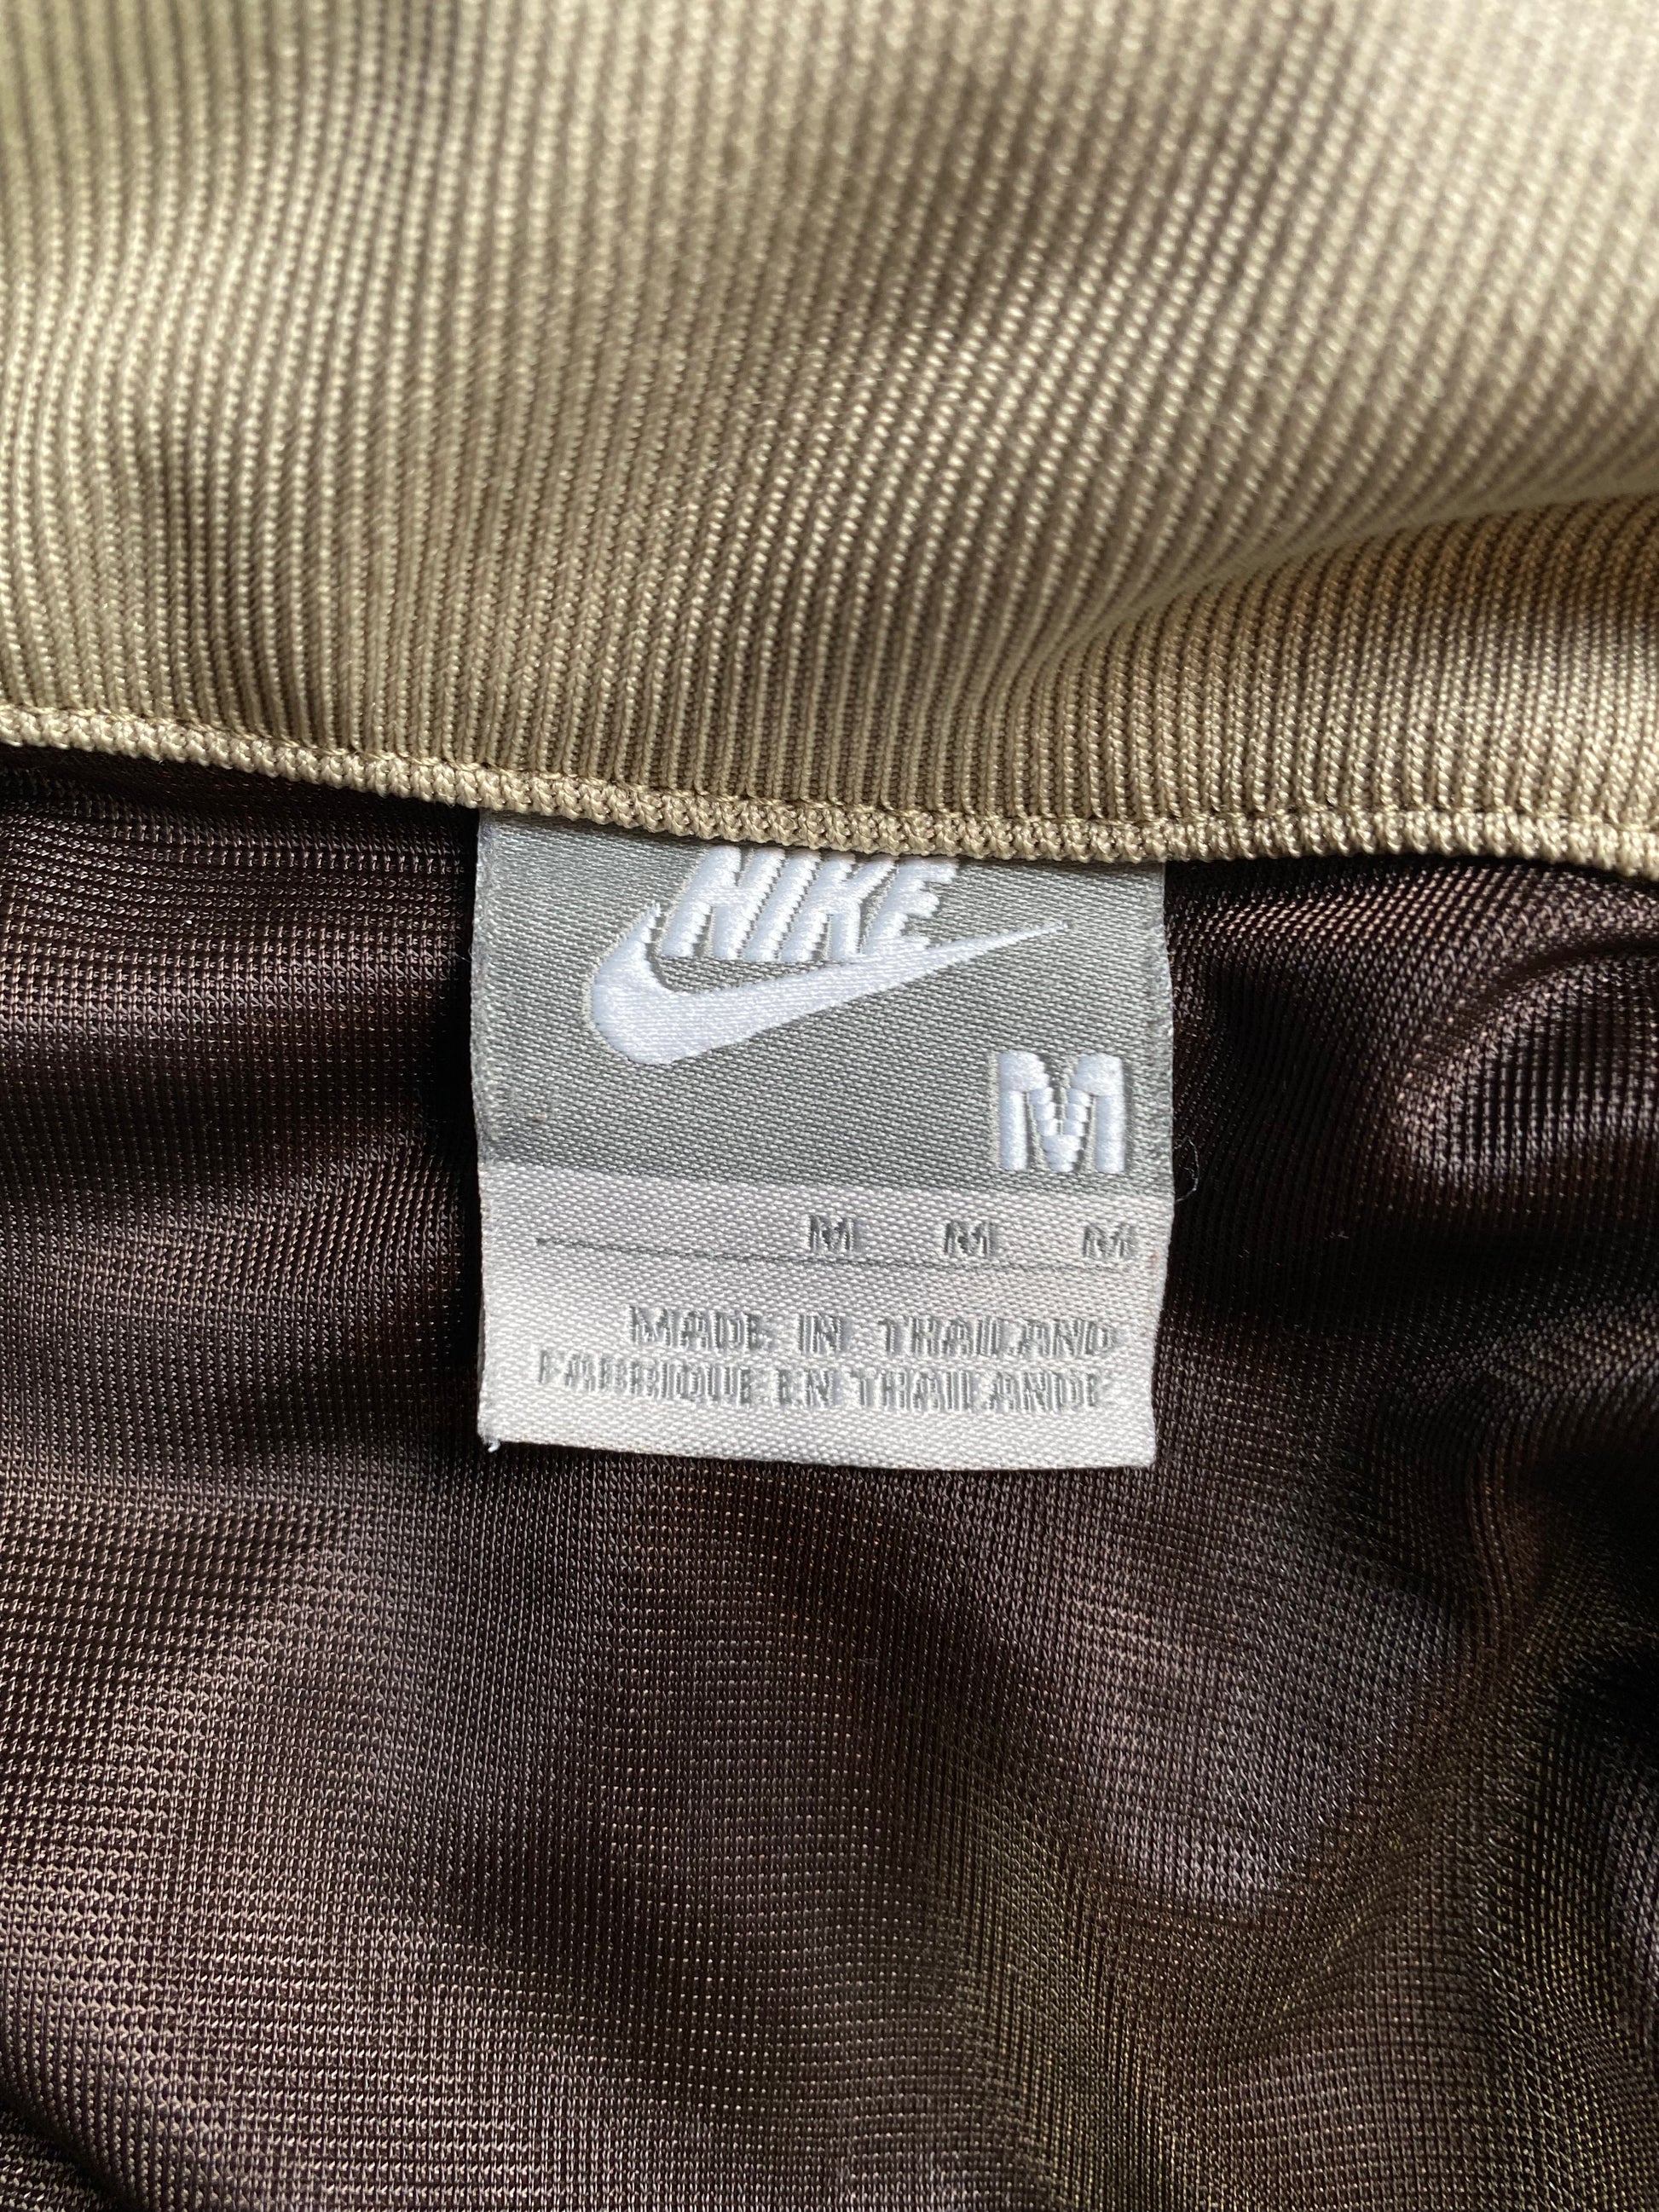 NIKE
M
M M M
MADE IN THAILAND
FABRIQUE EN THAILANDE